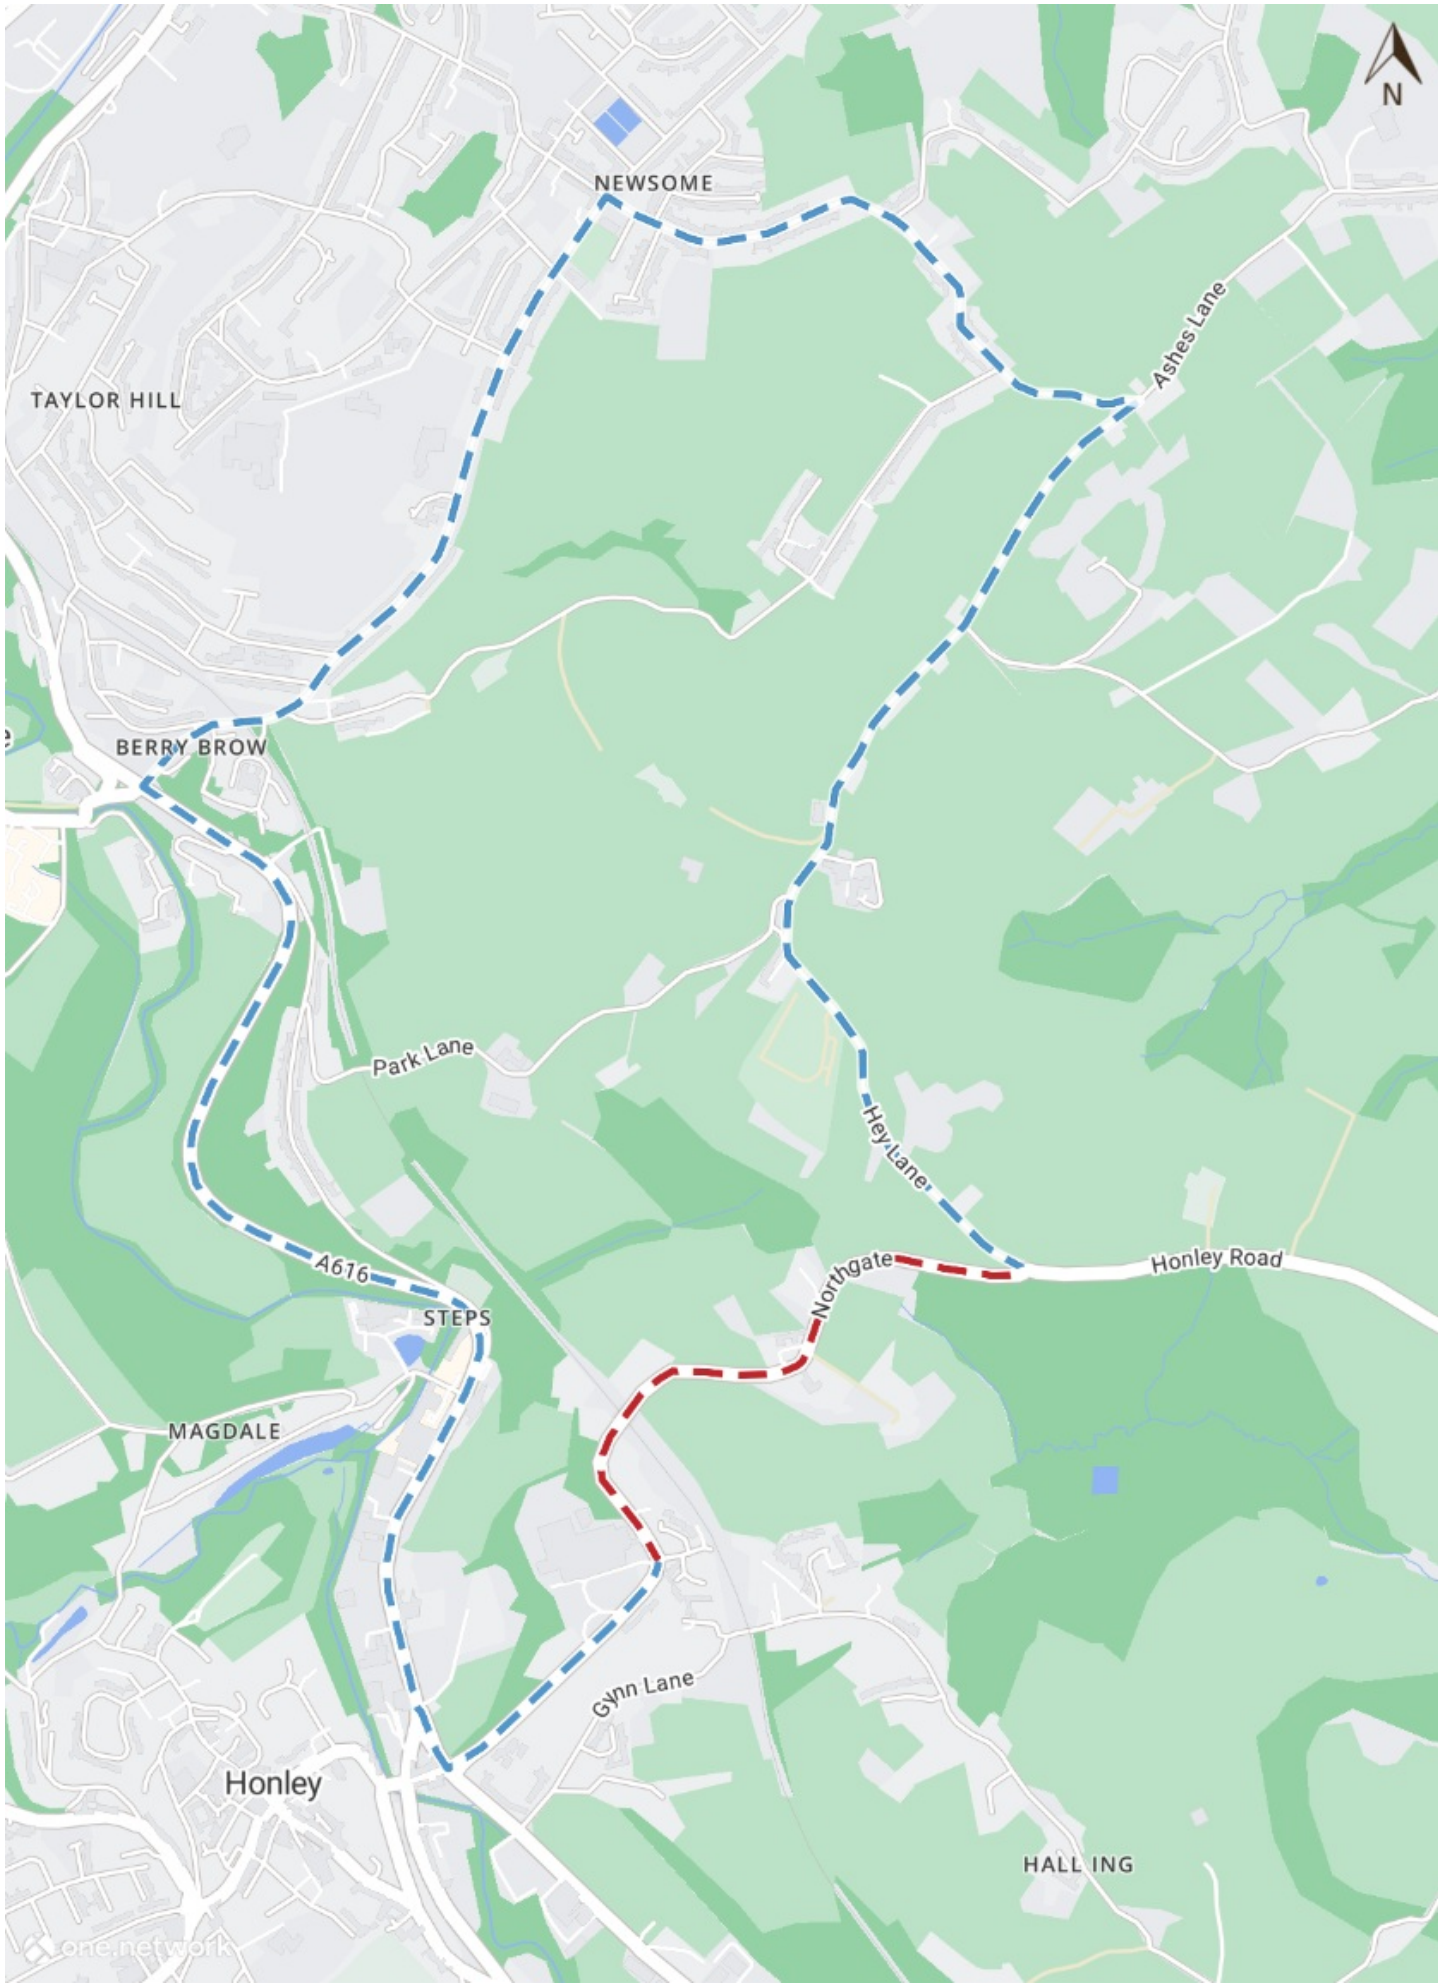 N
NEWSOME
Ashes Lane
TAYLOR HILL
BERRY BROW
e
Park Lane
Hey Lane
A616
Northgate
Honley Road
STEPS
MAGDALE
Gynn Lane
Honley
HALL ING
one.network